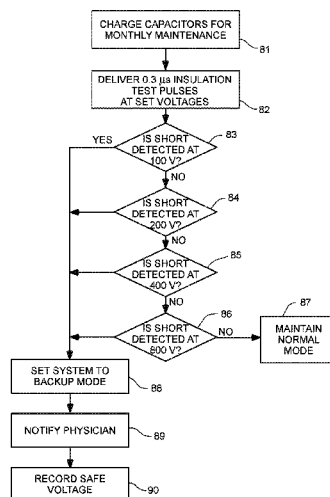 CHARGE CAPACITORS FOR
MONTHLY MAINTENANCE
81
DELIVER 0.3 µs INSULATION
TEST PULSES
AT SET VOLTAGES
82
YES
IS SHORT
DETECTED AT
100 V?
83
NO
IS SHORT
DETECTED AT
200 V?
84
NO
IS SHORT
DETECTED AT
400 V?
85
NO
IS SHORT
DETECTED AT
800 V?
86
NO
87
MAINTAIN
NORMAL
MODE
SET SYSTEM TO
BACKUP MODE
88
NOTIFY PHYSICIAN
89
RECORD SAFE
VOLTAGE
90